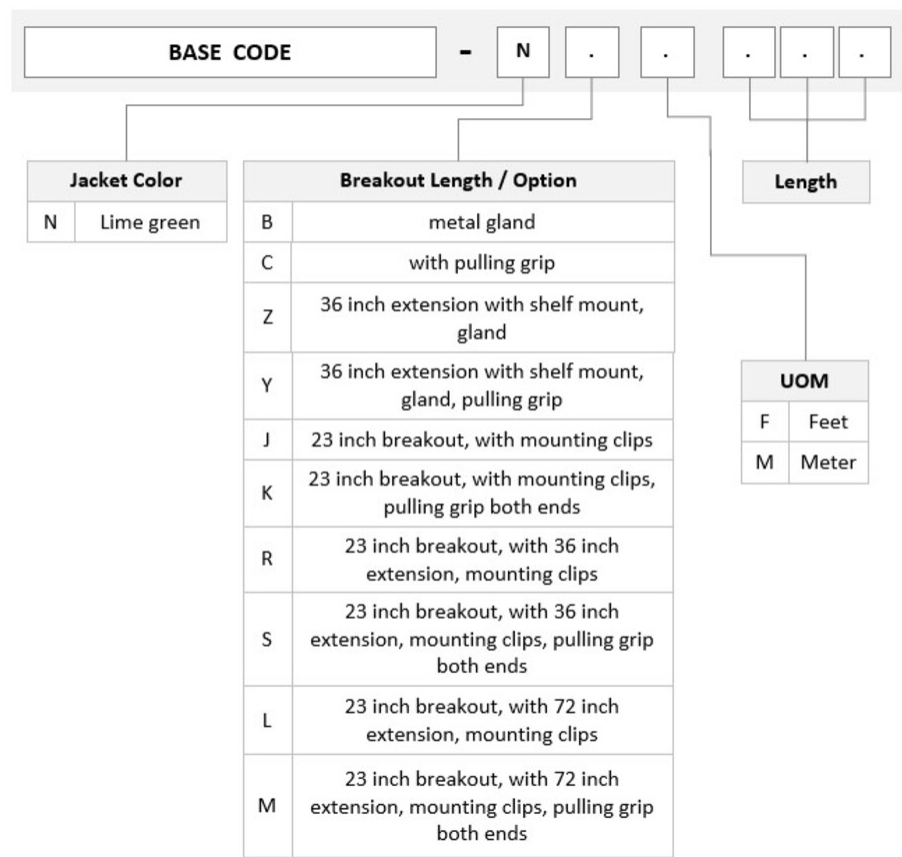 BASE CODE - N . . . . .
Jacket Color
N Lime green
Breakout Length / Option
B metal gland
C with pulling grip
Z 36 inch extension with shelf mount,
gland
Y 36 inch extension with shelf mount,
gland, pulling grip
J 23 inch breakout, with mounting clips
K 23 inch breakout, with mounting clips,
pulling grip both ends
R 23 inch breakout, with 36 inch
extension, mounting clips
S 23 inch breakout, with 36 inch
extension, mounting clips, pulling grip
both ends
L 23 inch breakout, with 72 inch
extension, mounting clips
M 23 inch breakout, with 72 inch
extension, mounting clips, pulling grip
both ends
Length
UOM
F Feet
M Meter